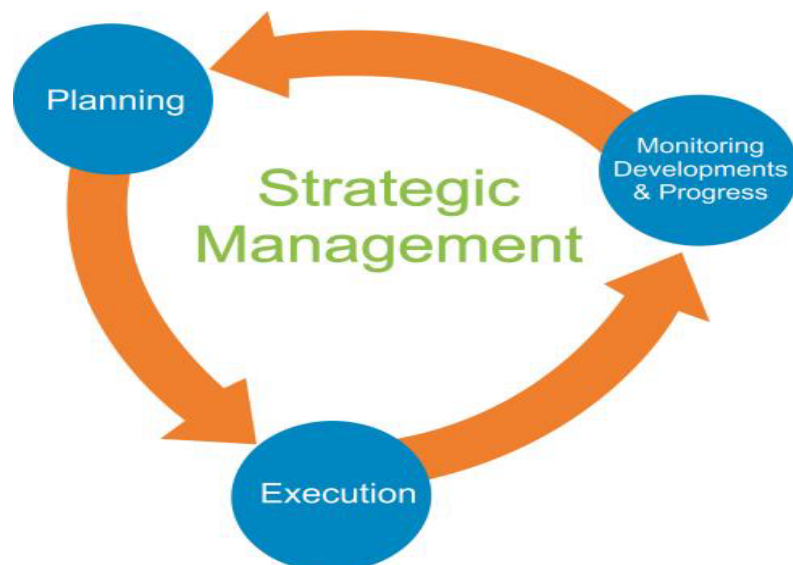 Planning
Monitoring
Developments
& Progress
Strategic
Management
Execution